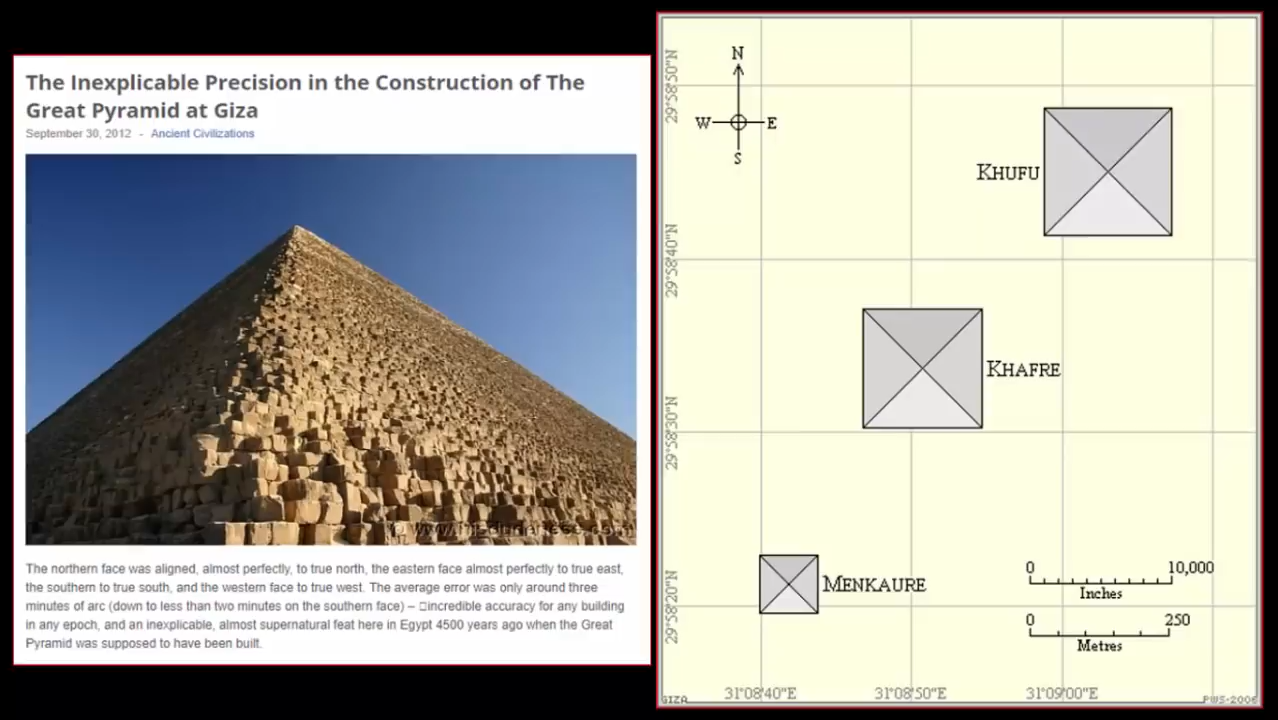 The Inexplicable Precision in the Construction of The
Great Pyramid at Giza
September 30, 2012 - Ancient Civilizations
The northern face was aligned, almost perfectly, to true north, the eastern face almost perfectly to true east,
the southern to true south, and the western face to true west. The average error was only around three
minutes of arc (down to less than two minutes on the southern face) – incredible accuracy for any building
in any epoch, and an inexplicable, almost supernatural feat here in Egypt 4500 years ago when the Great
Pyramid was supposed to have been built.
N
W E
S
KHUFU
KHAFRE
MENKAURE
29°58'50"N
29°58'40"N
29°58'30"N
29°58'20"N
0 10,000
Inches
0 250
Metres
31°08'40"E 31°08'50"E 31°09'00"E
GIZA PWS-2006